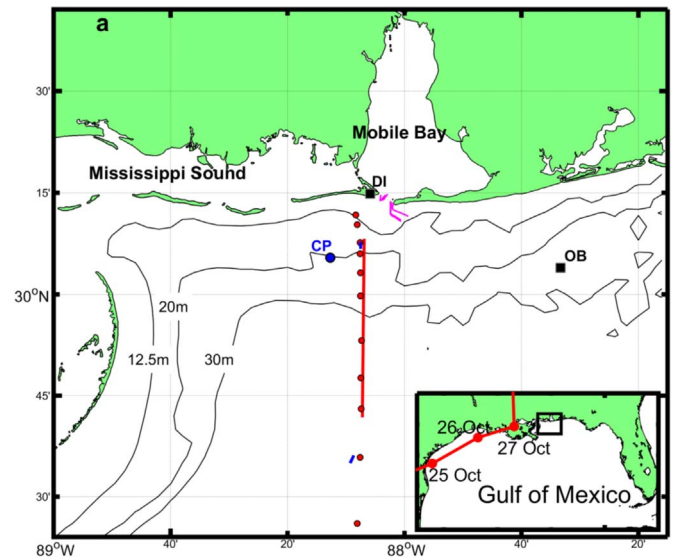 a
30'
Mobile Bay
Mississippi Sound
DI
15'
CP
OB
30°N
20m
12.5m
30m
45'
26 Oct
27 Oct
25 Oct
Gulf of Mexico
30'
89°W
40'
20'
88°W
20'